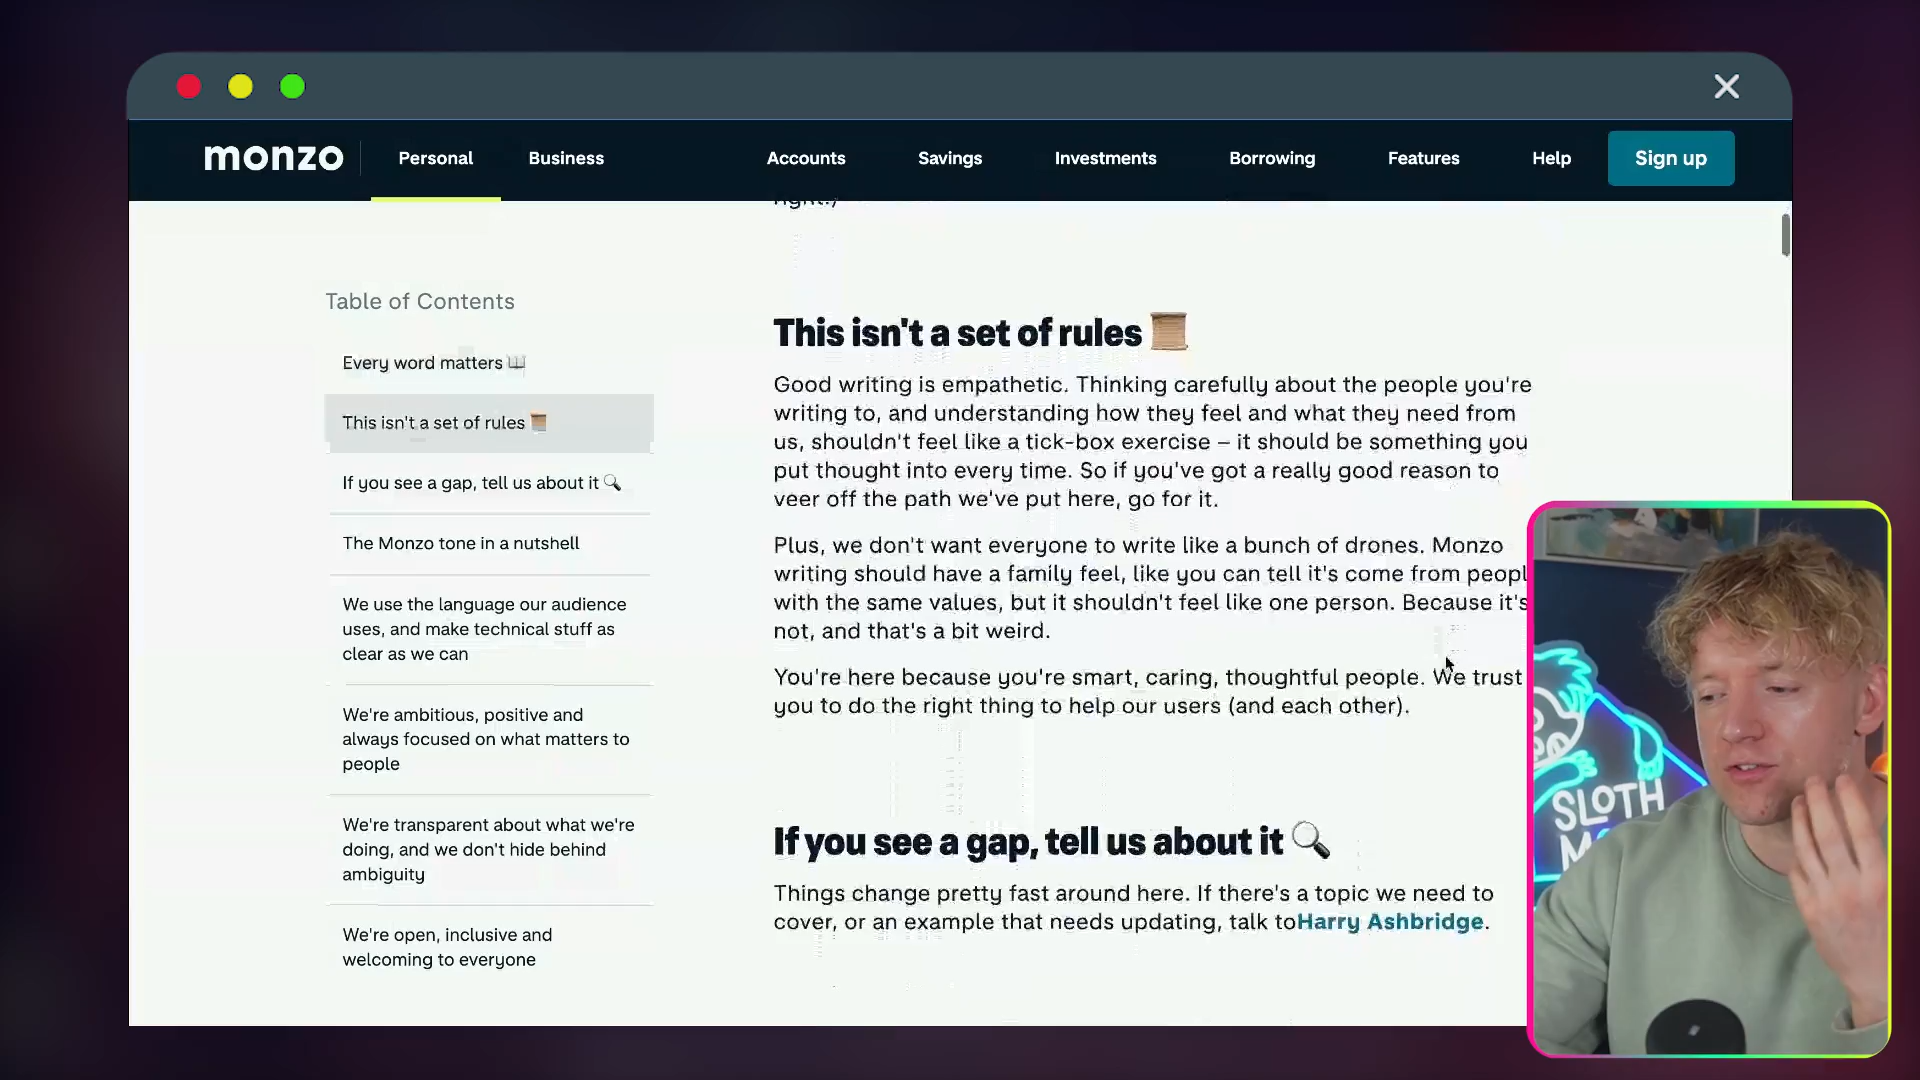 monzo
Personal
Business
Accounts
Savings
Investments
Borrowing
Features
Help
Sign up
Table of Contents
Every word matters 📖
This isn't a set of rules 📜
If you see a gap, tell us about it 🔍
The Monzo tone in a nutshell
We use the language our audience
uses, and make technical stuff as
clear as we can
We're ambitious, positive and
always focused on what matters to
people
We're transparent about what we're
doing, and we don't hide behind
ambiguity
We're open, inclusive and
welcoming to everyone
This isn't a set of rules 📜
Good writing is empathetic. Thinking carefully about the people you're
writing to, and understanding how they feel and what they need from
us, shouldn't feel like a tick-box exercise – it should be something you
put thought into every time. So if you've got a really good reason to
veer off the path we've put here, go for it.
Plus, we don't want everyone to write like a bunch of drones. Monzo
writing should have a family feel, like you can tell it's come from peopl
with the same values, but it shouldn't feel like one person. Because it's
not, and that's a bit weird.
You're here because you're smart, caring, thoughtful people. We trust
you to do the right thing to help our users (and each other).
If you see a gap, tell us about it 🔍
Things change pretty fast around here. If there's a topic we need to
cover, or an example that needs updating, talk toHarry Ashbridge.
SLOTH